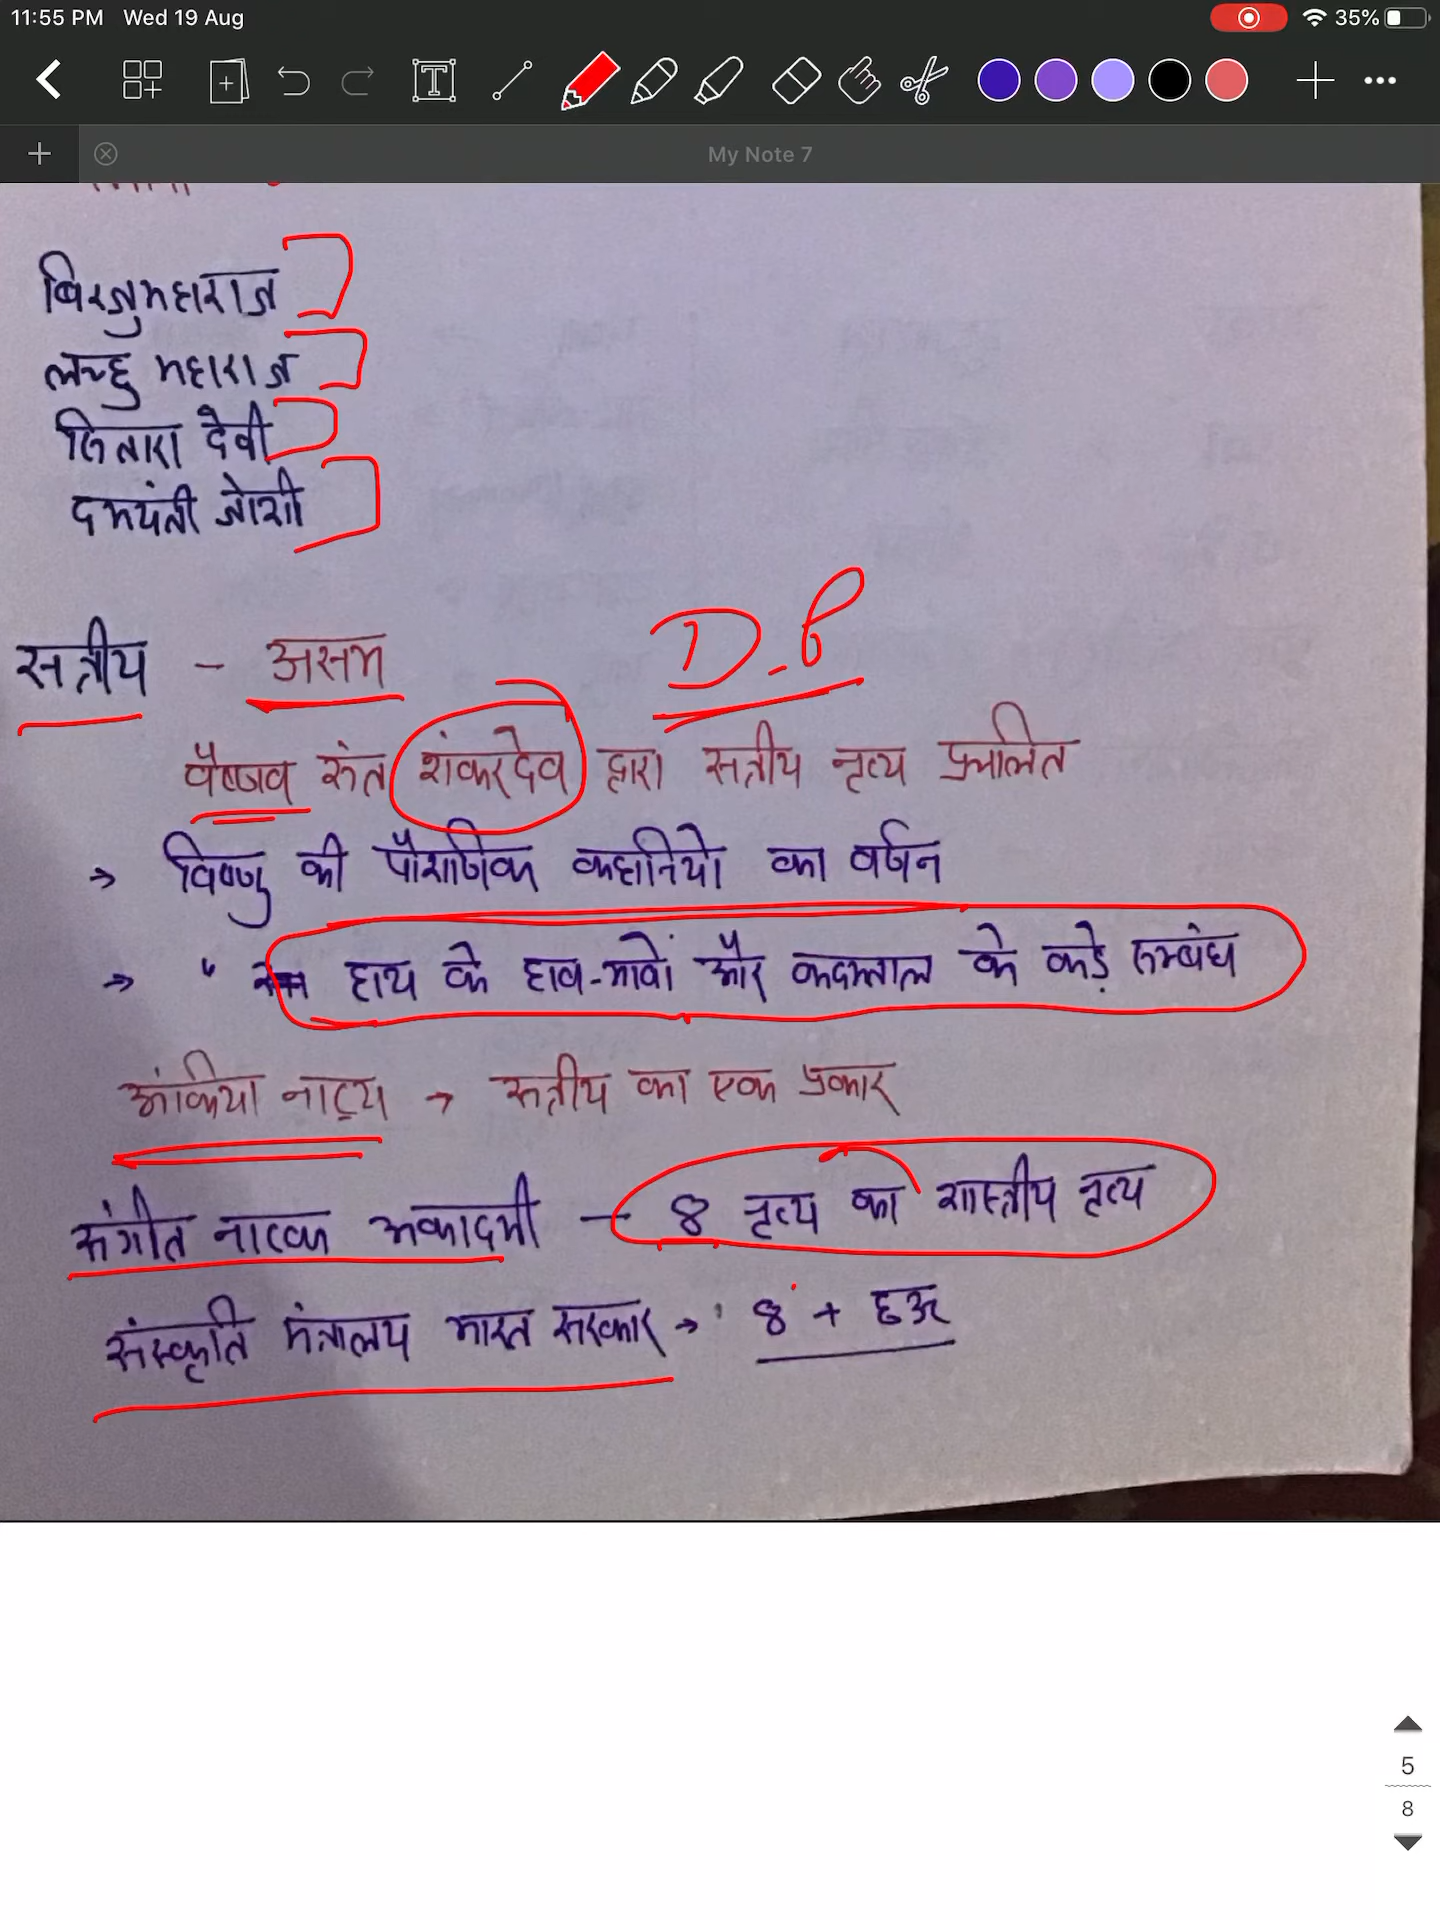 11:55 PM Wed 19 Aug 35%
My Note 7
बिरजुमहाराज
लच्छु महाराज
सितारा देवी
दमयंती जोशी
सत्रीय - असम D.P
वैष्णव संत शंकरदेव द्वारा सत्रीय नृत्य प्रचलित
→ विष्णु की पौराणिक कहानियो का वर्णन
→ " हाथ के हाव-भावों और कदमताल के कड़े सम्बंध
अंकिया नाट्य → सत्रीय का एक प्रकार
संगीत नाटक अकादमी - 8 नृत्य को शास्त्रीय नृत्य
संस्कृति मंत्रालय भारत सरकार → 8 + छऊ
5
8